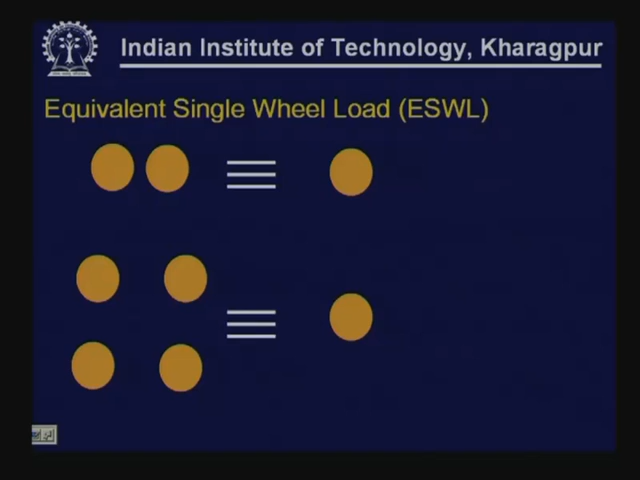 Indian Institute of Technology, Kharagpur
Equivalent Single Wheel Load (ESWL)